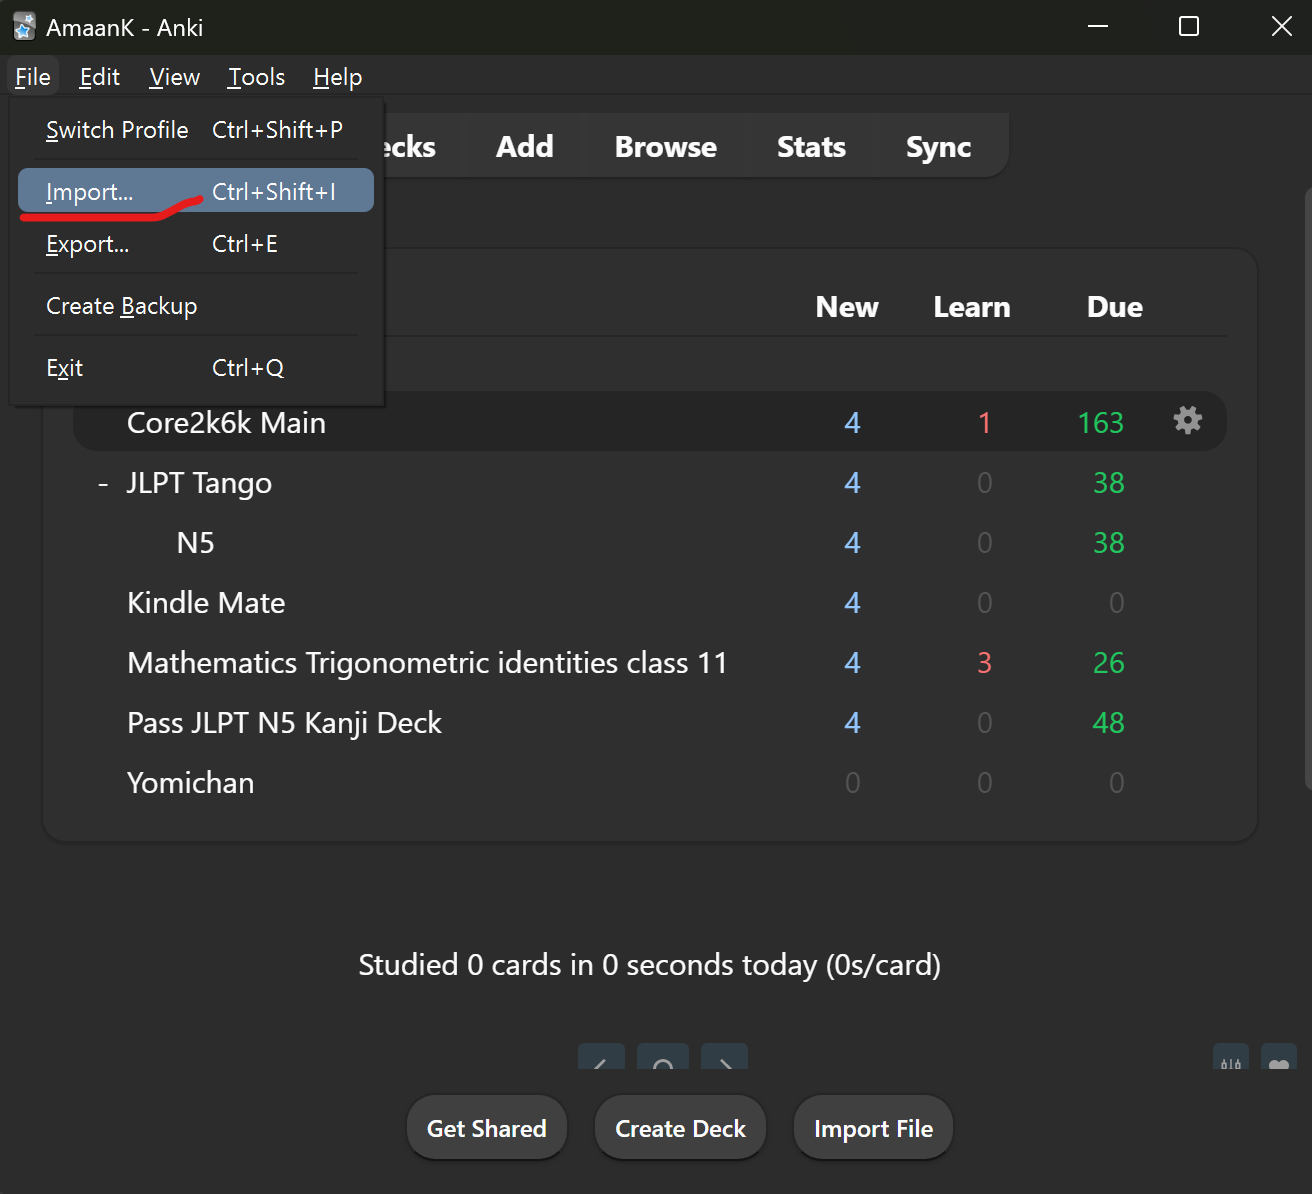 AmaanK - Anki
File Edit View Tools Help
Switch Profile Ctrl+Shift+P
Import... Ctrl+Shift+I
Export... Ctrl+E
Create Backup
Exit Ctrl+Q
ecks Add Browse Stats Sync
New Learn Due
Core2k6k Main 4 1 163
- JLPT Tango 4 0 38
N5 4 0 38
Kindle Mate 4 0 0
Mathematics Trigonometric identities class 11 4 3 26
Pass JLPT N5 Kanji Deck 4 0 48
Yomichan 0 0 0
Studied 0 cards in 0 seconds today (0s/card)
Get Shared Create Deck Import File